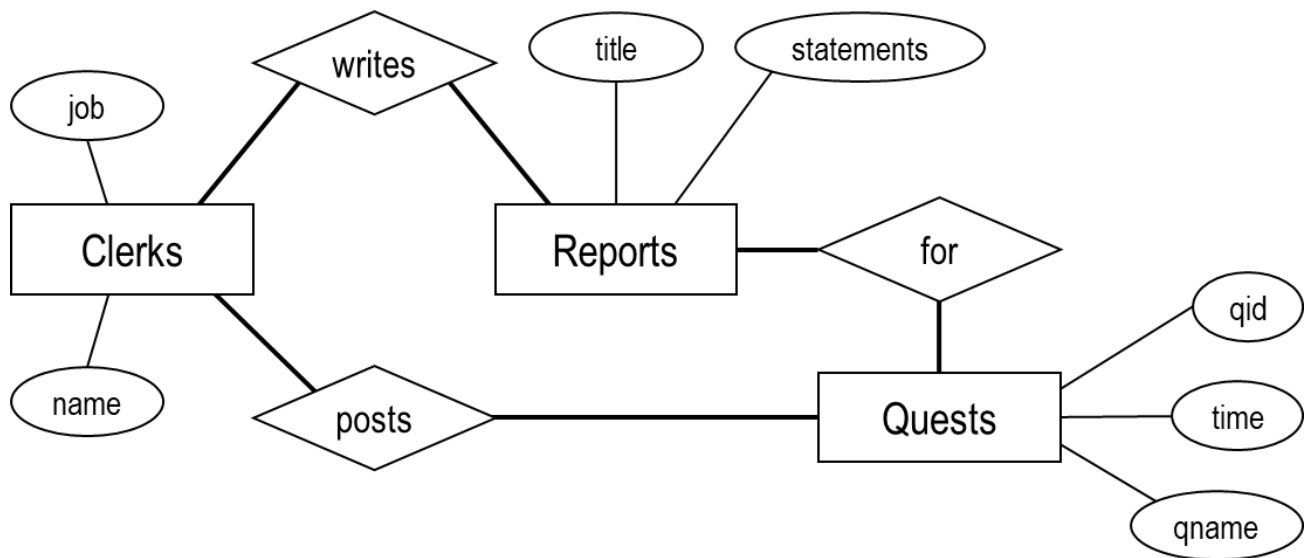 writes
title
statements
job
Clerks
Reports
for
qid
name
posts
Quests
time
qname